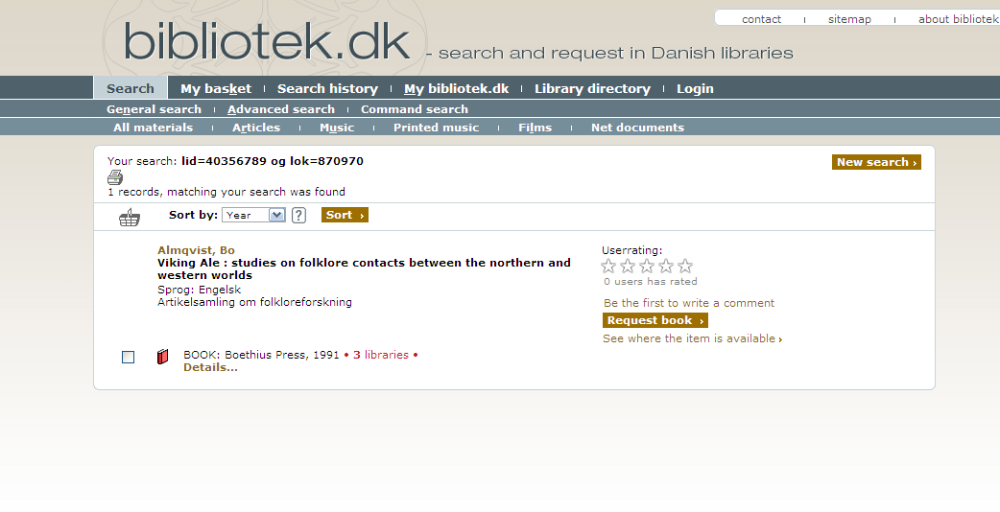 contact | sitemap | about bibliotek
bibliotek.dk - search and request in Danish libraries
Search My basket | Search history | My bibliotek.dk | Library directory | Login
General search | Advanced search | Command search
All materials | Articles | Music | Printed music | Films | Net documents
Your search: lid=40356789 og lok=870970
New search ›
1 records, matching your search was found
Sort by: Year ? Sort ›
Almqvist, Bo
Viking Ale : studies on folklore contacts between the northern and
western worlds
Sprog: Engelsk
Artikelsamling om folkloreforskning
Userrating:
0 users has rated
Be the first to write a comment
Request book ›
See where the item is available ›
BOOK: Boethius Press, 1991 • 3 libraries •
Details...